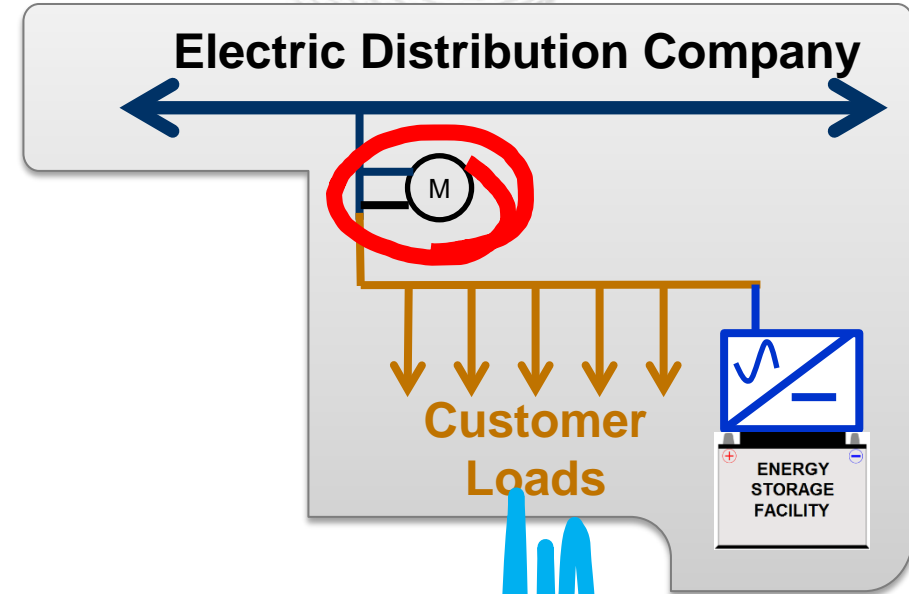 Electric Distribution Company
M
Customer
Loads
+ −
ENERGY
STORAGE
FACILITY